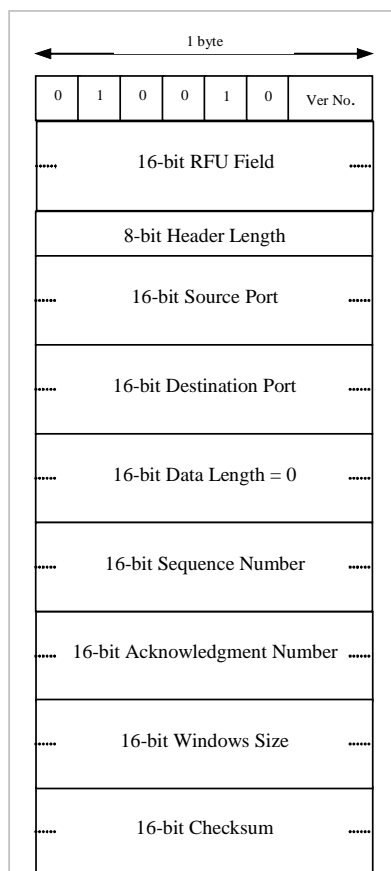 1 byte
0 1 0 0 1 0 Ver No.
16-bit RFU Field
8-bit Header Length
16-bit Source Port
16-bit Destination Port
16-bit Data Length = 0
16-bit Sequence Number
16-bit Acknowledgment Number
16-bit Windows Size
16-bit Checksum